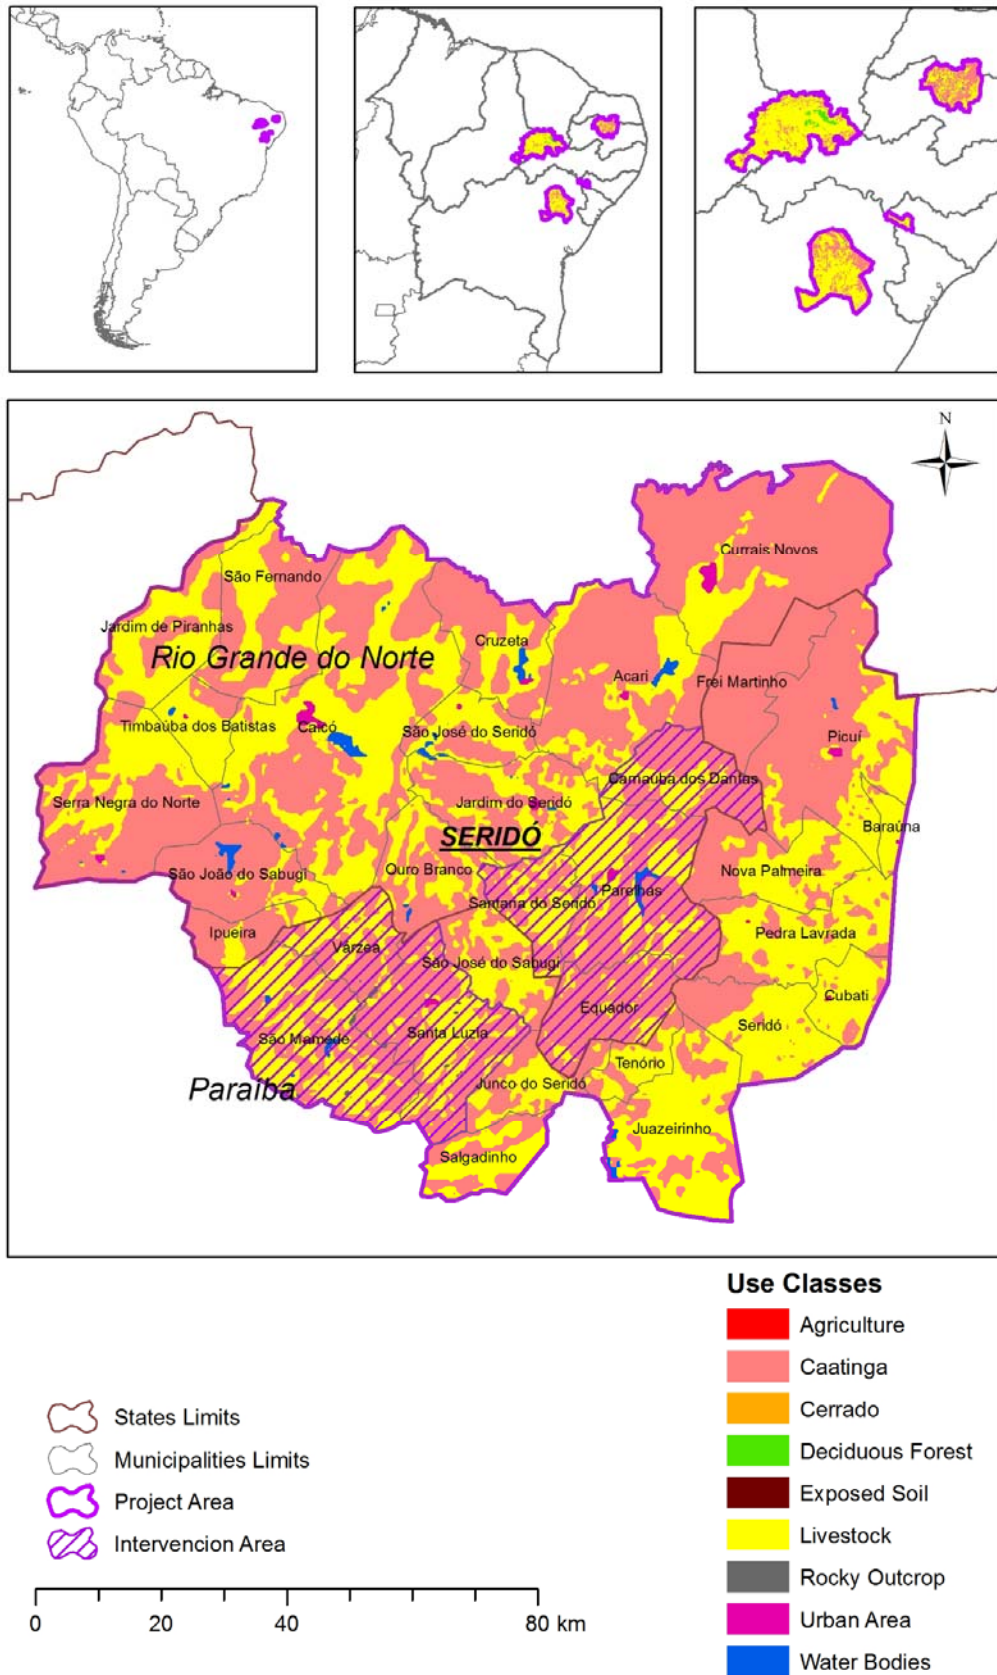 N
Currais Novos
São Fernando
Jardim de Piranhas
Rio Grande do Norte
Cruzeta
Acari
Frei Martinho
Timbaúba dos Batistas
Caicó
São José do Seridó
Picuí
Carnaúba dos Dantas
Serra Negra do Norte
Jardim do Seridó
SERIDÓ
Baraúna
São João do Sabugi
Ouro Branco
Nova Palmeira
Santana do Seridó
Parelhas
Ipueira
Várzea
São José do Sabugi
Pedra Lavrada
Cubati
Equador
Seridó
São Mamede
Santa Luzia
Tenório
Paraíba
Junco do Seridó
Juazeirinho
Salgadinho
States Limits
Municipalities Limits
Project Area
Intervencion Area
0 20 40 80 km
Use Classes
Agriculture
Caatinga
Cerrado
Deciduous Forest
Exposed Soil
Livestock
Rocky Outcrop
Urban Area
Water Bodies